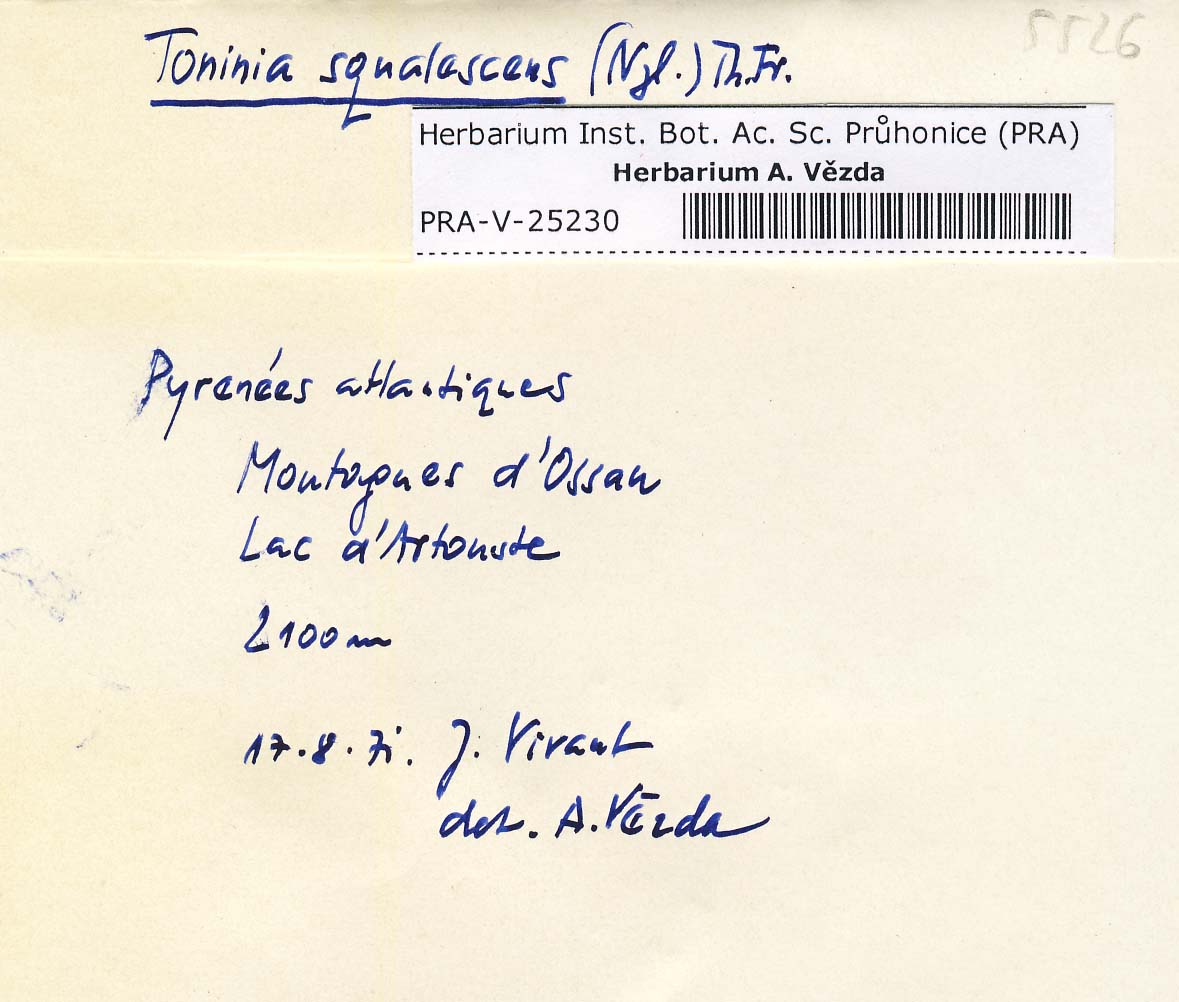 5526
Toninia squalescens (Nyl.) Th.Fr.
Herbarium Inst. Bot. Ac. Sc. Průhonice (PRA)
Herbarium A. Vězda
PRA-V-25230
Pyrenées atlantiques
Montagnes d'Ossau
Lac d'Artouste
2100m
17.8.71. J. Vivant
det. A. Vězda